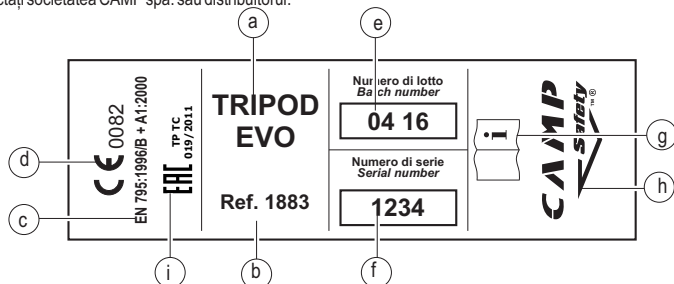 societatea CAMP spa. sau distribuitorul.
a
e
d
c
CE 0082
EN 795:1996/B + A1:2000
EAC
TP TC
019/2011
TRIPOD
EVO
Ref. 1883
Numero di lotto
Batch number
04 16
Numero di serie
Serial number
1234
i
CAMP
Safety
™ ®
g
h
i
b
f